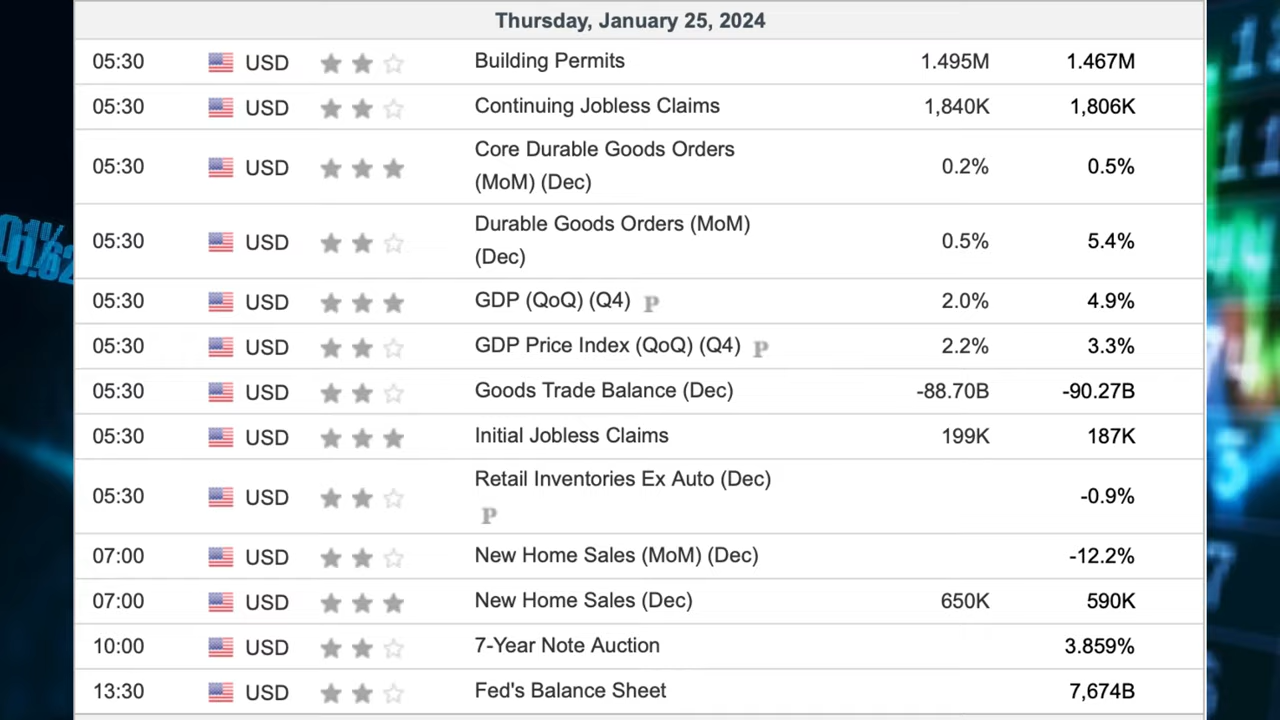 Thursday, January 25, 2024
05:30 USD Building Permits 1.495M 1.467M
05:30 USD Continuing Jobless Claims 1,840K 1,806K
05:30 USD Core Durable Goods Orders (MoM) (Dec) 0.2% 0.5%
05:30 USD Durable Goods Orders (MoM) (Dec) 0.5% 5.4%
05:30 USD GDP (QoQ) (Q4) P 2.0% 4.9%
05:30 USD GDP Price Index (QoQ) (Q4) P 2.2% 3.3%
05:30 USD Goods Trade Balance (Dec) -88.70B -90.27B
05:30 USD Initial Jobless Claims 199K 187K
05:30 USD Retail Inventories Ex Auto (Dec) P -0.9%
07:00 USD New Home Sales (MoM) (Dec) -12.2%
07:00 USD New Home Sales (Dec) 650K 590K
10:00 USD 7-Year Note Auction 3.859%
13:30 USD Fed's Balance Sheet 7,674B